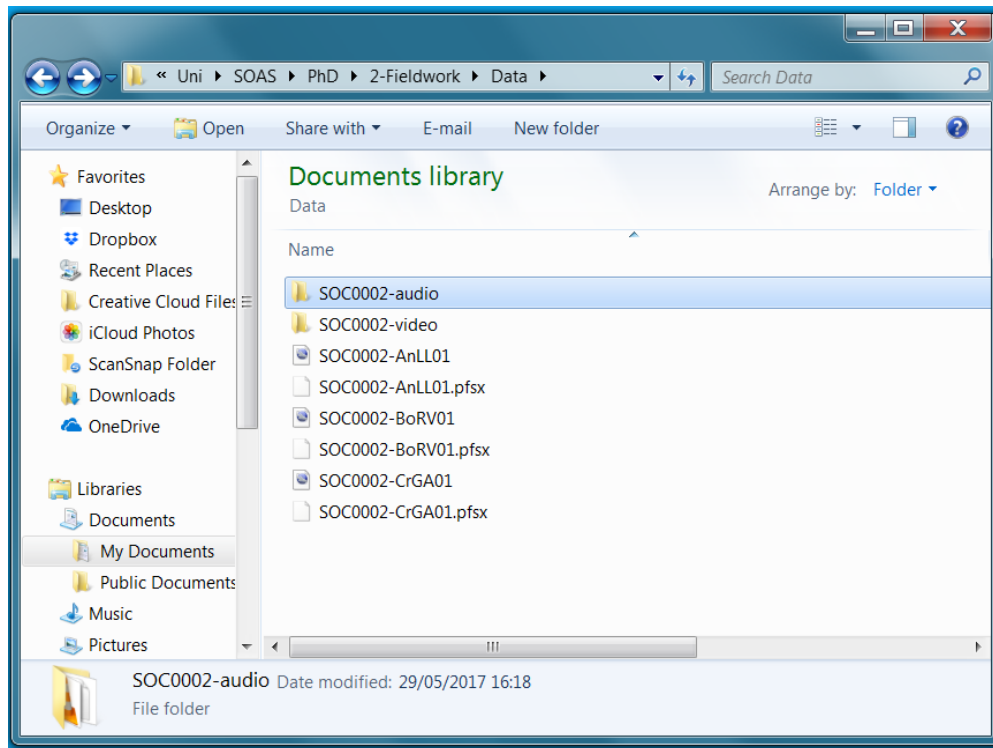 « Uni ▸ SOAS ▸ PhD ▸ 2-Fieldwork ▸ Data ▸ Search Data
Organize Open Share with E-mail New folder
Favorites
Desktop
Dropbox
Recent Places
Creative Cloud Files
iCloud Photos
ScanSnap Folder
Downloads
OneDrive
Libraries
Documents
My Documents
Public Documents
Music
Pictures
Documents library
Data
Arrange by: Folder
Name
SOC0002-audio
SOC0002-video
SOC0002-AnLL01
SOC0002-AnLL01.pfsx
SOC0002-BoRV01
SOC0002-BoRV01.pfsx
SOC0002-CrGA01
SOC0002-CrGA01.pfsx
SOC0002-audio Date modified: 29/05/2017 16:18
File folder